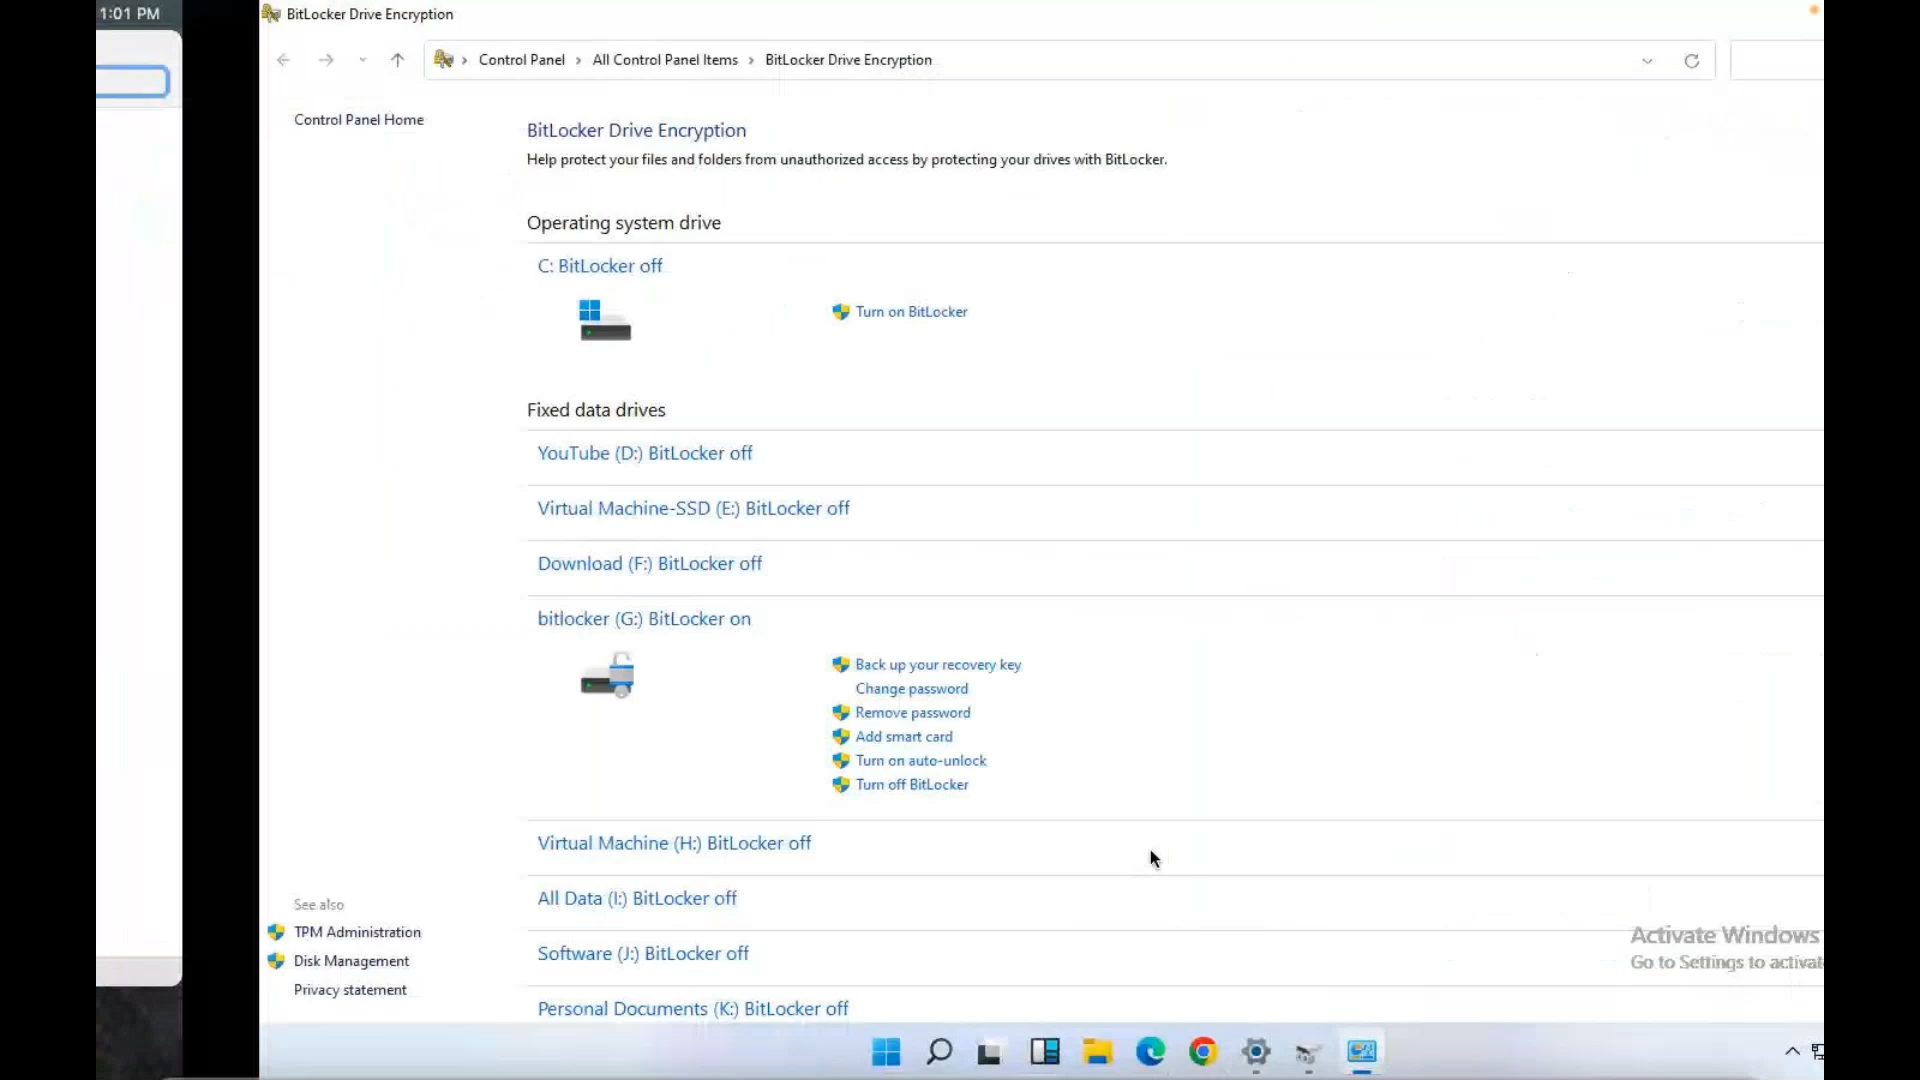 1:01 PM
BitLocker Drive Encryption
Control Panel
All Control Panel Items
BitLocker Drive Encryption
Control Panel Home
BitLocker Drive Encryption
Help protect your files and folders from unauthorized access by protecting your drives with BitLocker.
Operating system drive
C: BitLocker off
Turn on BitLocker
Fixed data drives
YouTube (D:) BitLocker off
Virtual Machine-SSD (E:) BitLocker off
Download (F:) BitLocker off
bitlocker (G:) BitLocker on
Back up your recovery key
Change password
Remove password
Add smart card
Turn on auto-unlock
Turn off BitLocker
Virtual Machine (H:) BitLocker off
All Data (I:) BitLocker off
Software (J:) BitLocker off
Personal Documents (K:) BitLocker off
See also
TPM Administration
Disk Management
Privacy statement
Activate Windows
Go to Settings to activat